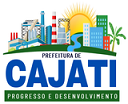 PREFEITURA DE
CAJATI
PROGRESSO E DESENVOLVIMENTO